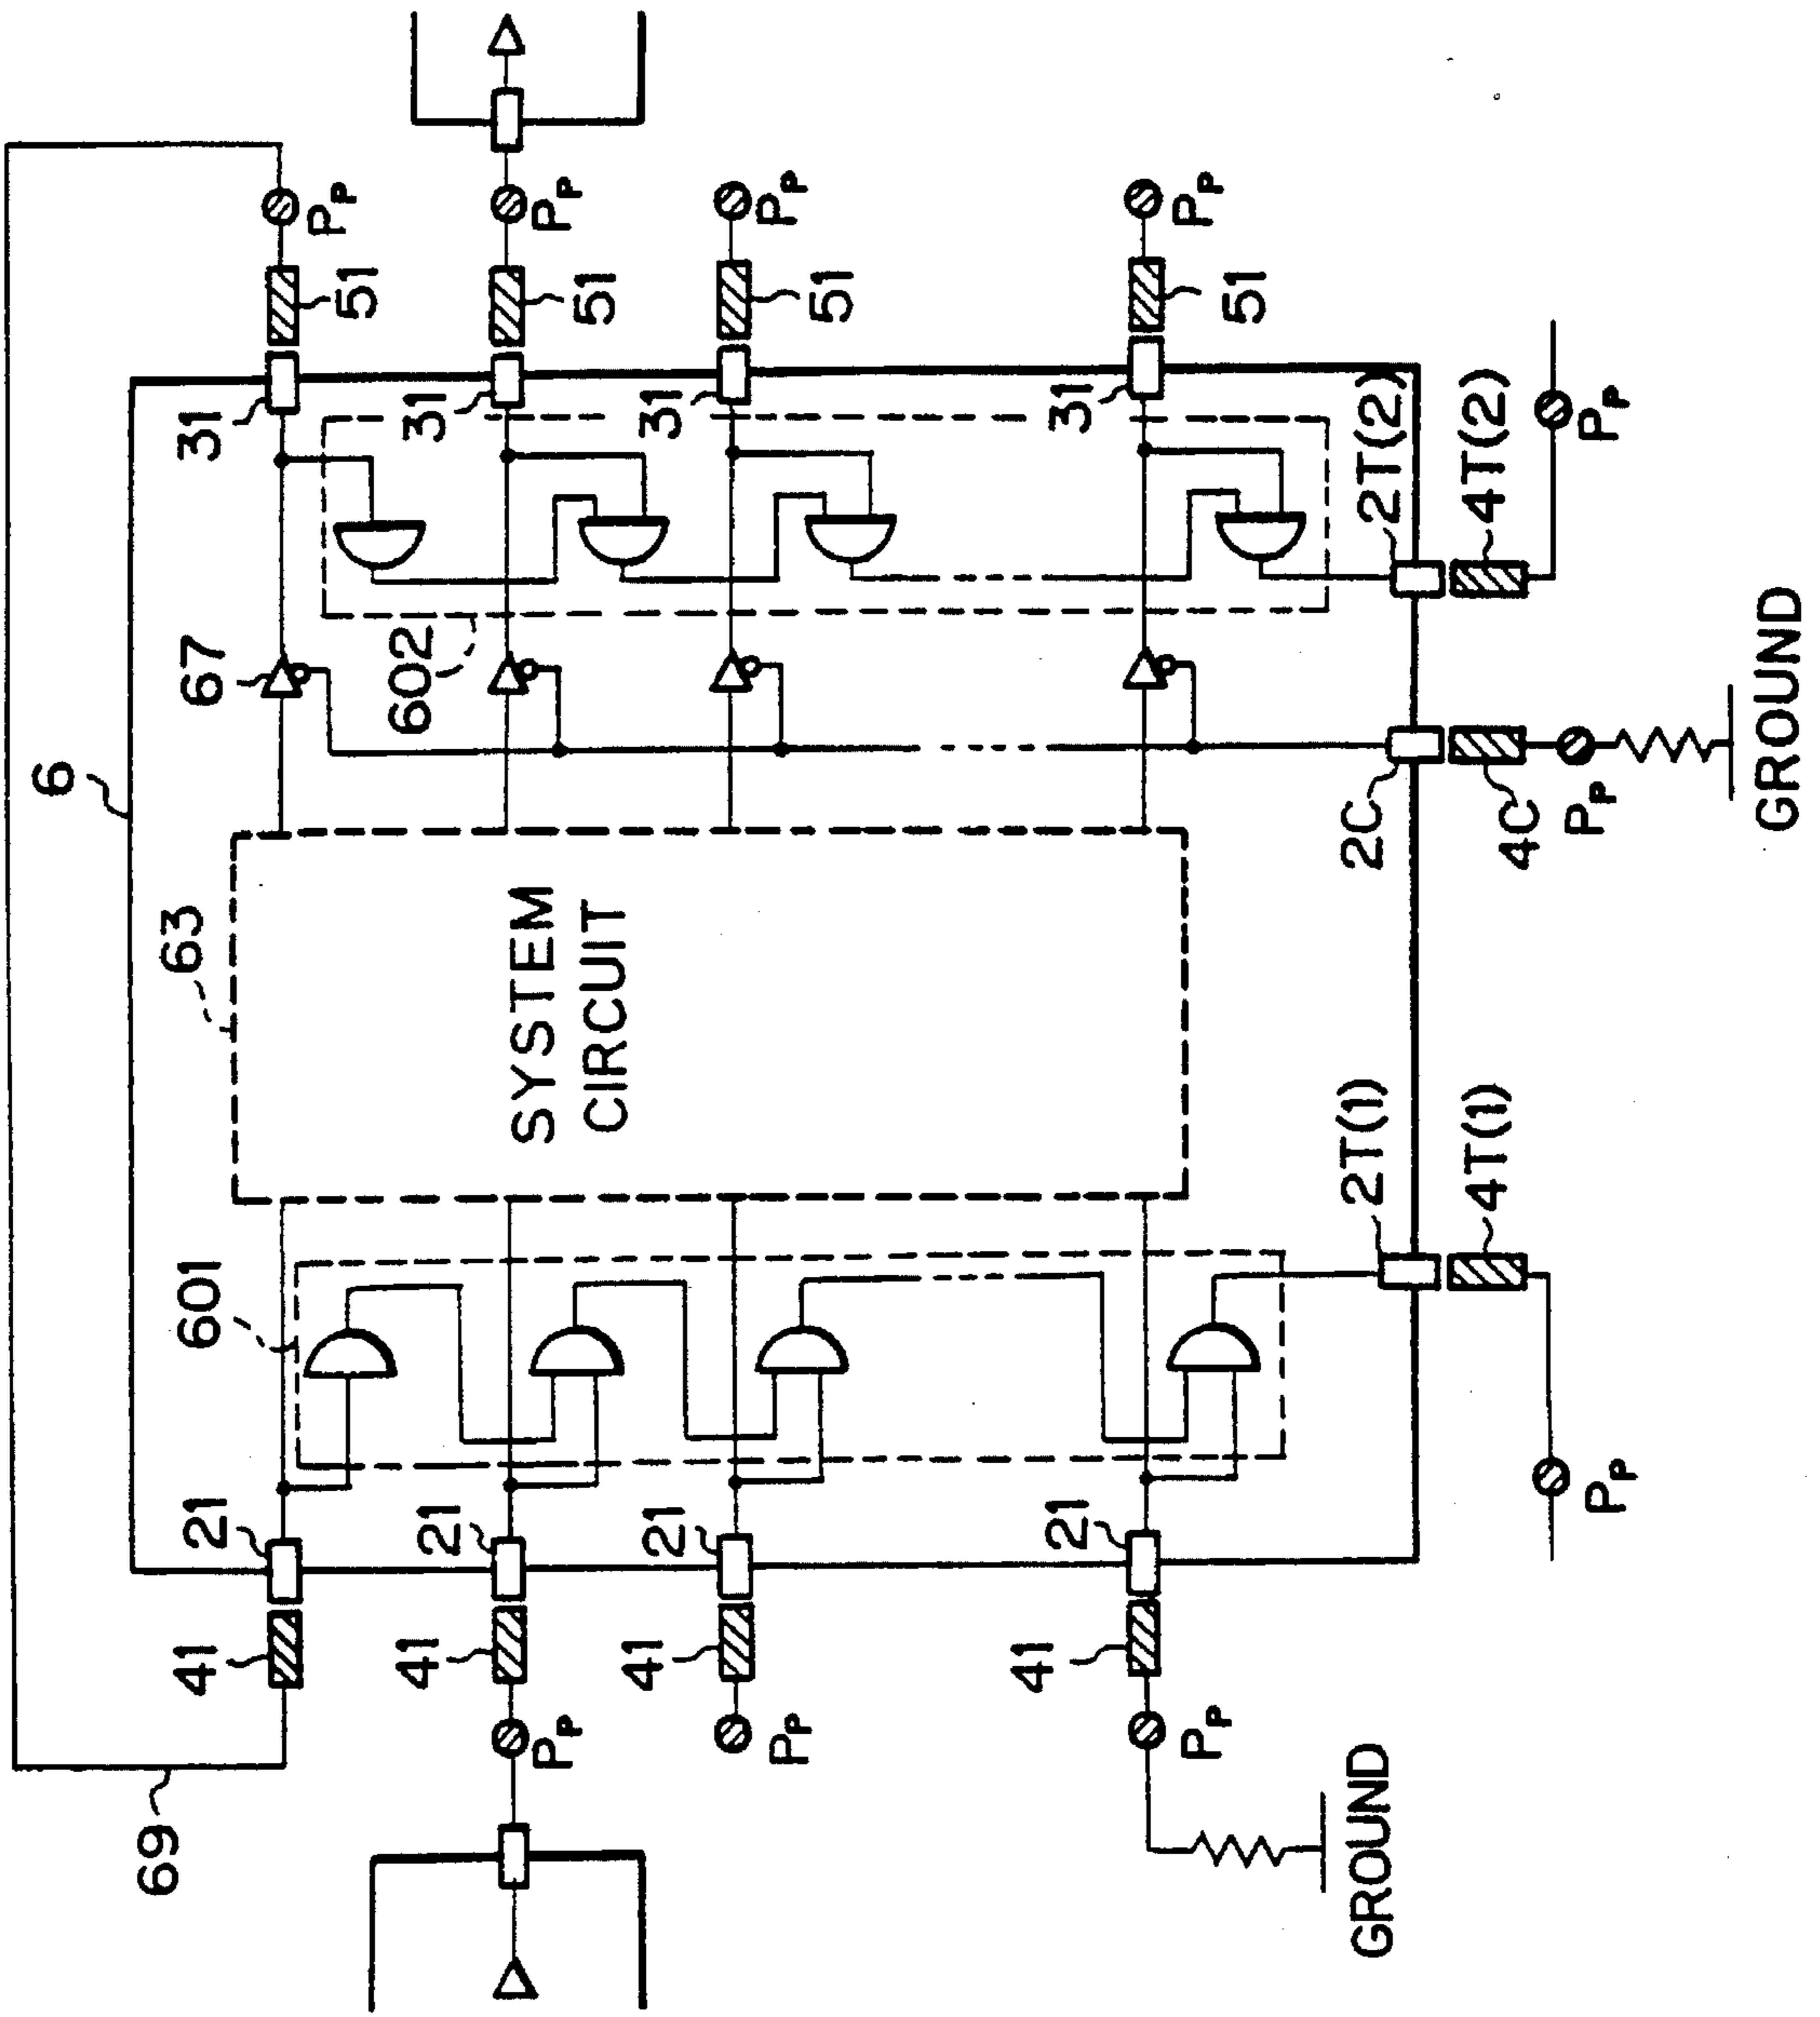 69
6
41
21
601
63
SYSTEM
CIRCUIT
67
602
31
51
Pp
41
21
31
51
Pp
Pp
41
21
31
51
Pp
Pp
41
21
31
51
Pp
Pp
GROUND
2T(1)
4T(1)
Pp
2C
4C
Pp
GROUND
2T(2)
4T(2)
Pp